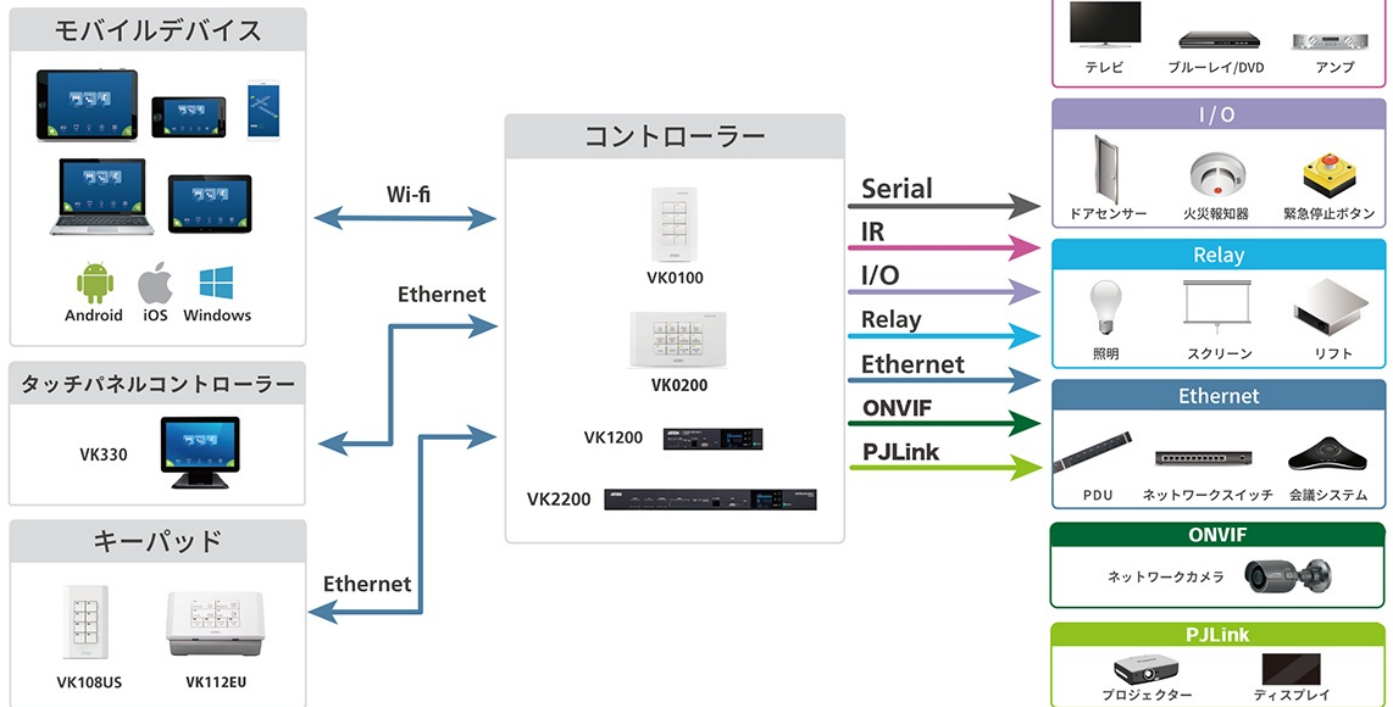 モバイルデバイス
Android iOS Windows
タッチパネルコントローラー
VK330
キーパッド
VK108US VK112EU
Wi-fi
Ethernet
Ethernet
コントローラー
VK0100
VK0200
VK1200
VK2200
Serial
IR
I/O
Relay
Ethernet
ONVIF
PJLink
テレビ ブルーレイ/DVD アンプ
I/O
ドアセンサー 火災報知器 緊急停止ボタン
Relay
照明 スクリーン リフト
Ethernet
PDU ネットワークスイッチ 会議システム
ONVIF
ネットワークカメラ
PJLink
プロジェクター ディスプレイ